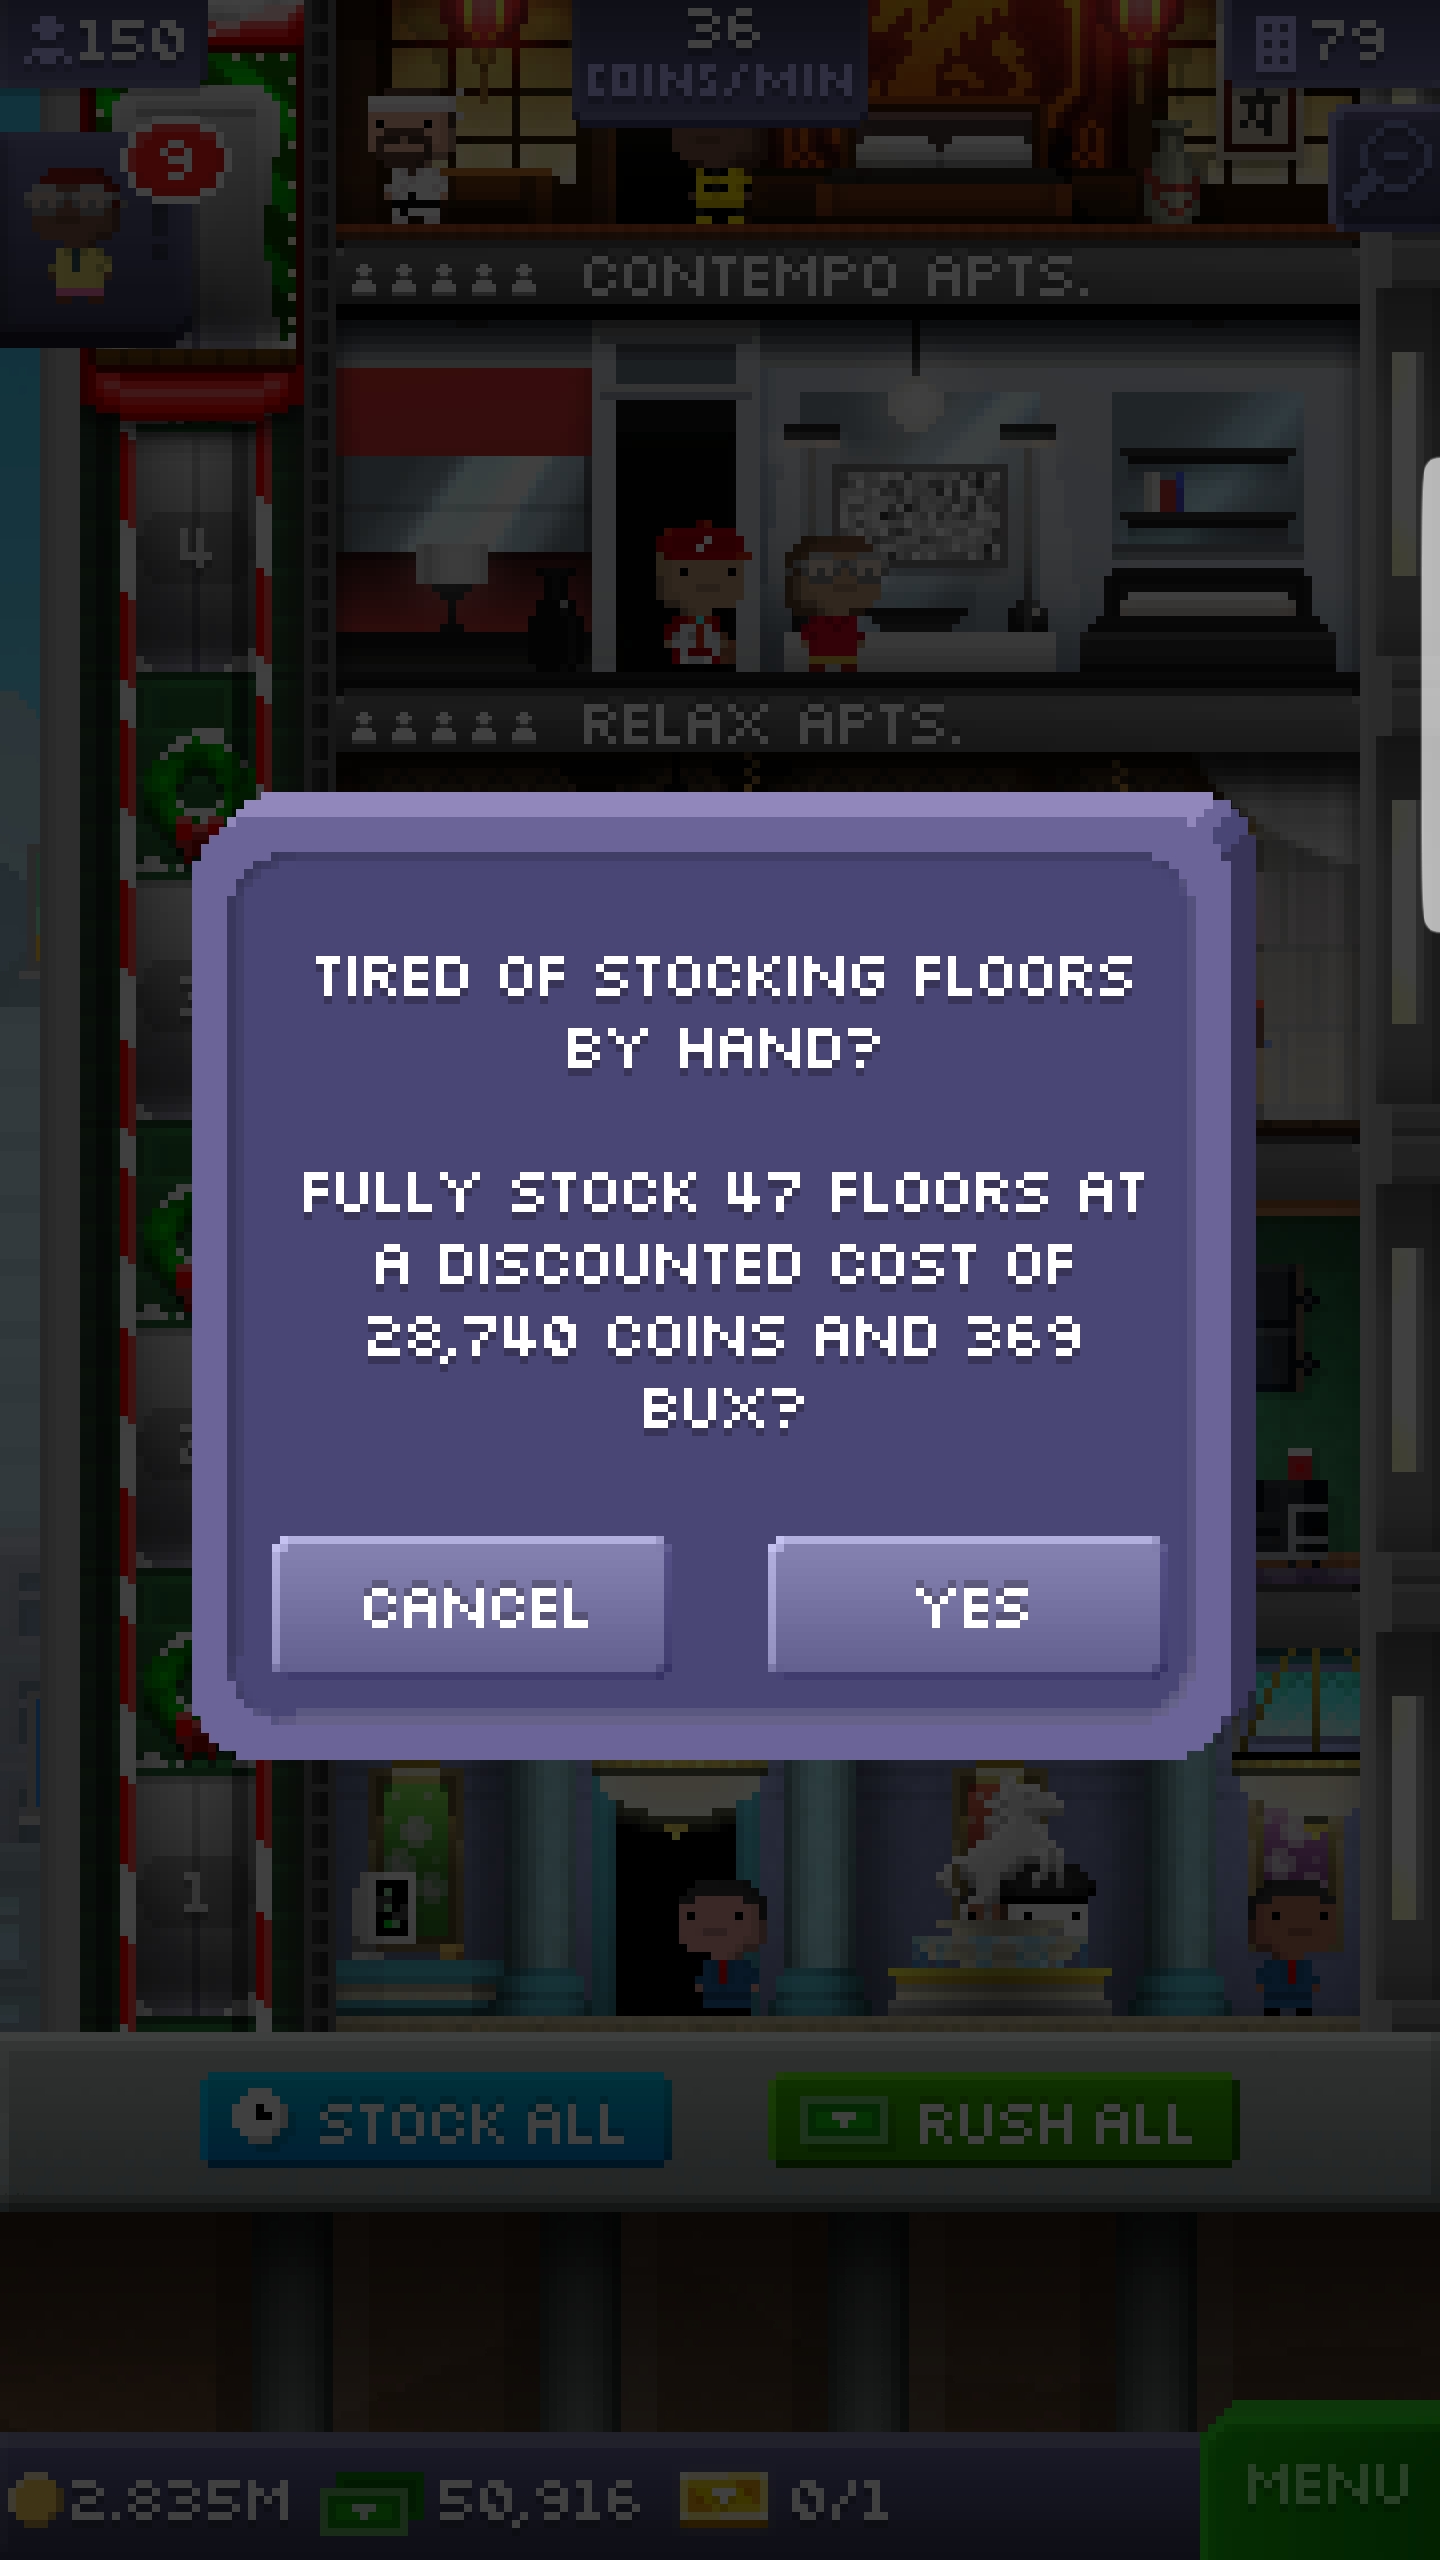 150
36
COINS/MIN
79
9
CONTEMPO APTS.
4
RELAX APTS.
TIRED OF STOCKING FLOORS
BY HAND?
FULLY STOCK 47 FLOORS AT
A DISCOUNTED COST OF
28,740 COINS AND 369
BUX?
CANCEL
YES
1
STOCK ALL
RUSH ALL
2.835M
50,916
0/1
MENU